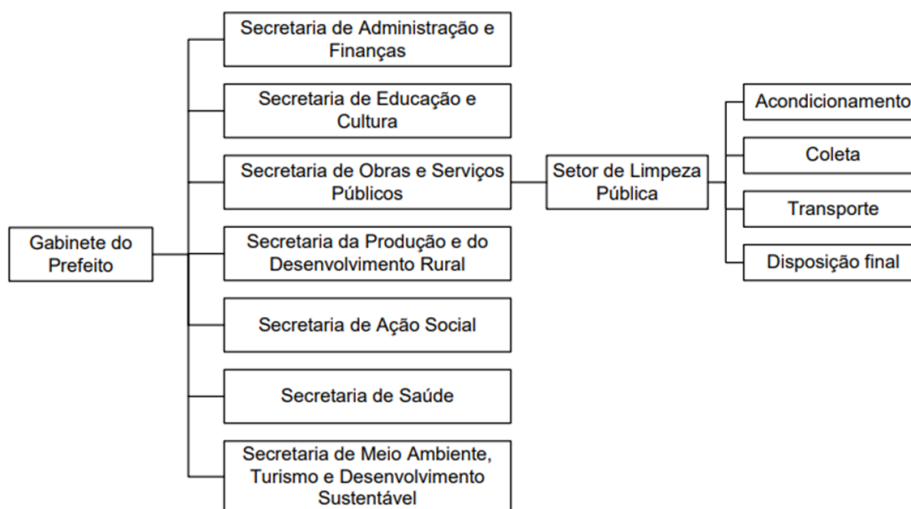 Gabinete do
Prefeito
Secretaria de Administração e
Finanças
Secretaria de Educação e
Cultura
Secretaria de Obras e Serviços
Públicos
Secretaria da Produção e do
Desenvolvimento Rural
Secretaria de Ação Social
Secretaria de Saúde
Secretaria de Meio Ambiente,
Turismo e Desenvolvimento
Sustentável
Setor de Limpeza
Pública
Acondicionamento
Coleta
Transporte
Disposição final